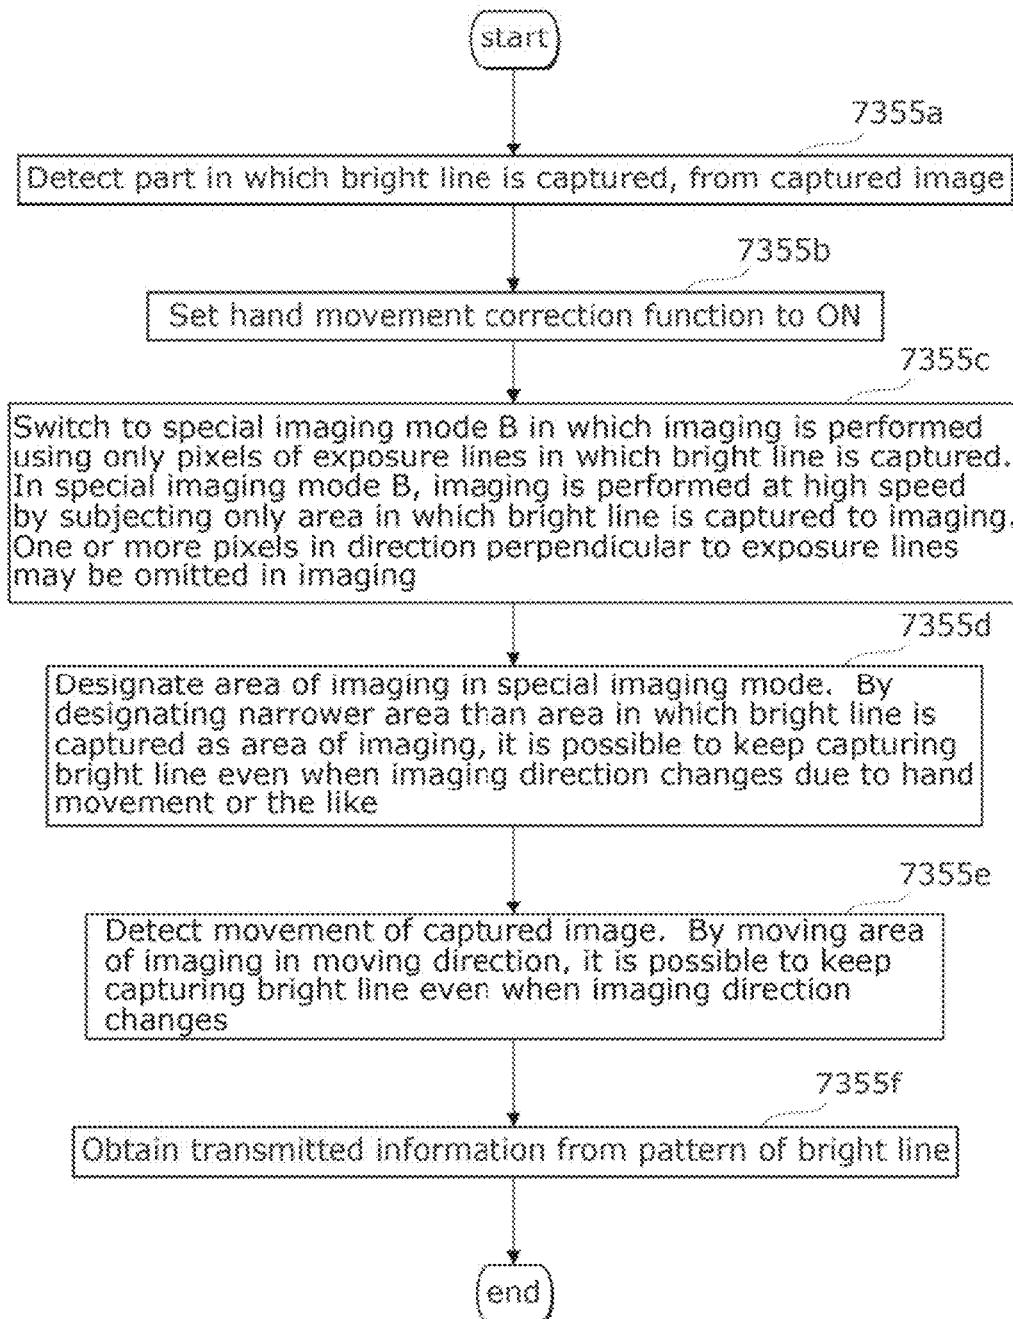 start
7355a
Detect part in which bright line is captured, from captured image
7355b
Set hand movement correction function to ON
7355c
Switch to special imaging mode B in which imaging is performed
using only pixels of exposure lines in which bright line is captured.
In special imaging mode B, imaging is performed at high speed
by subjecting only area in which bright line is captured to imaging.
One or more pixels in direction perpendicular to exposure lines
may be omitted in imaging
7355d
Designate area of imaging in special imaging mode. By
designating narrower area than area in which bright line is
captured as area of imaging, it is possible to keep capturing
bright line even when imaging direction changes due to hand
movement or the like
7355e
Detect movement of captured image. By moving area
of imaging in moving direction, it is possible to keep
capturing bright line even when imaging direction
changes
7355f
Obtain transmitted information from pattern of bright line
end